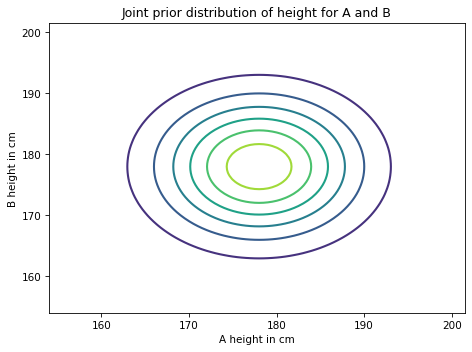 Joint prior distribution of height for A and B
200
190
180
170
160
B height in cm
160 170 180 190 200
A height in cm